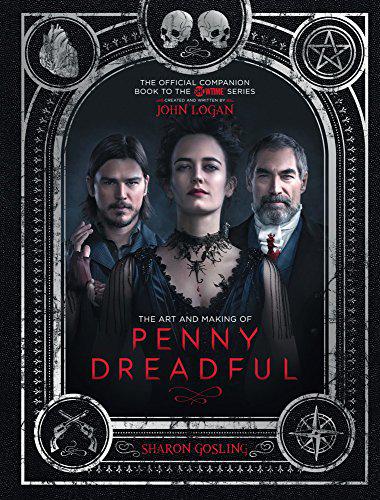 THE OFFICIAL COMPANION
BOOK TO THE SHOWTIME SERIES
CREATED AND WRITTEN BY
JOHN LOGAN
THE ART AND MAKING OF
PENNY
DREADFUL
SHARON GOSLING